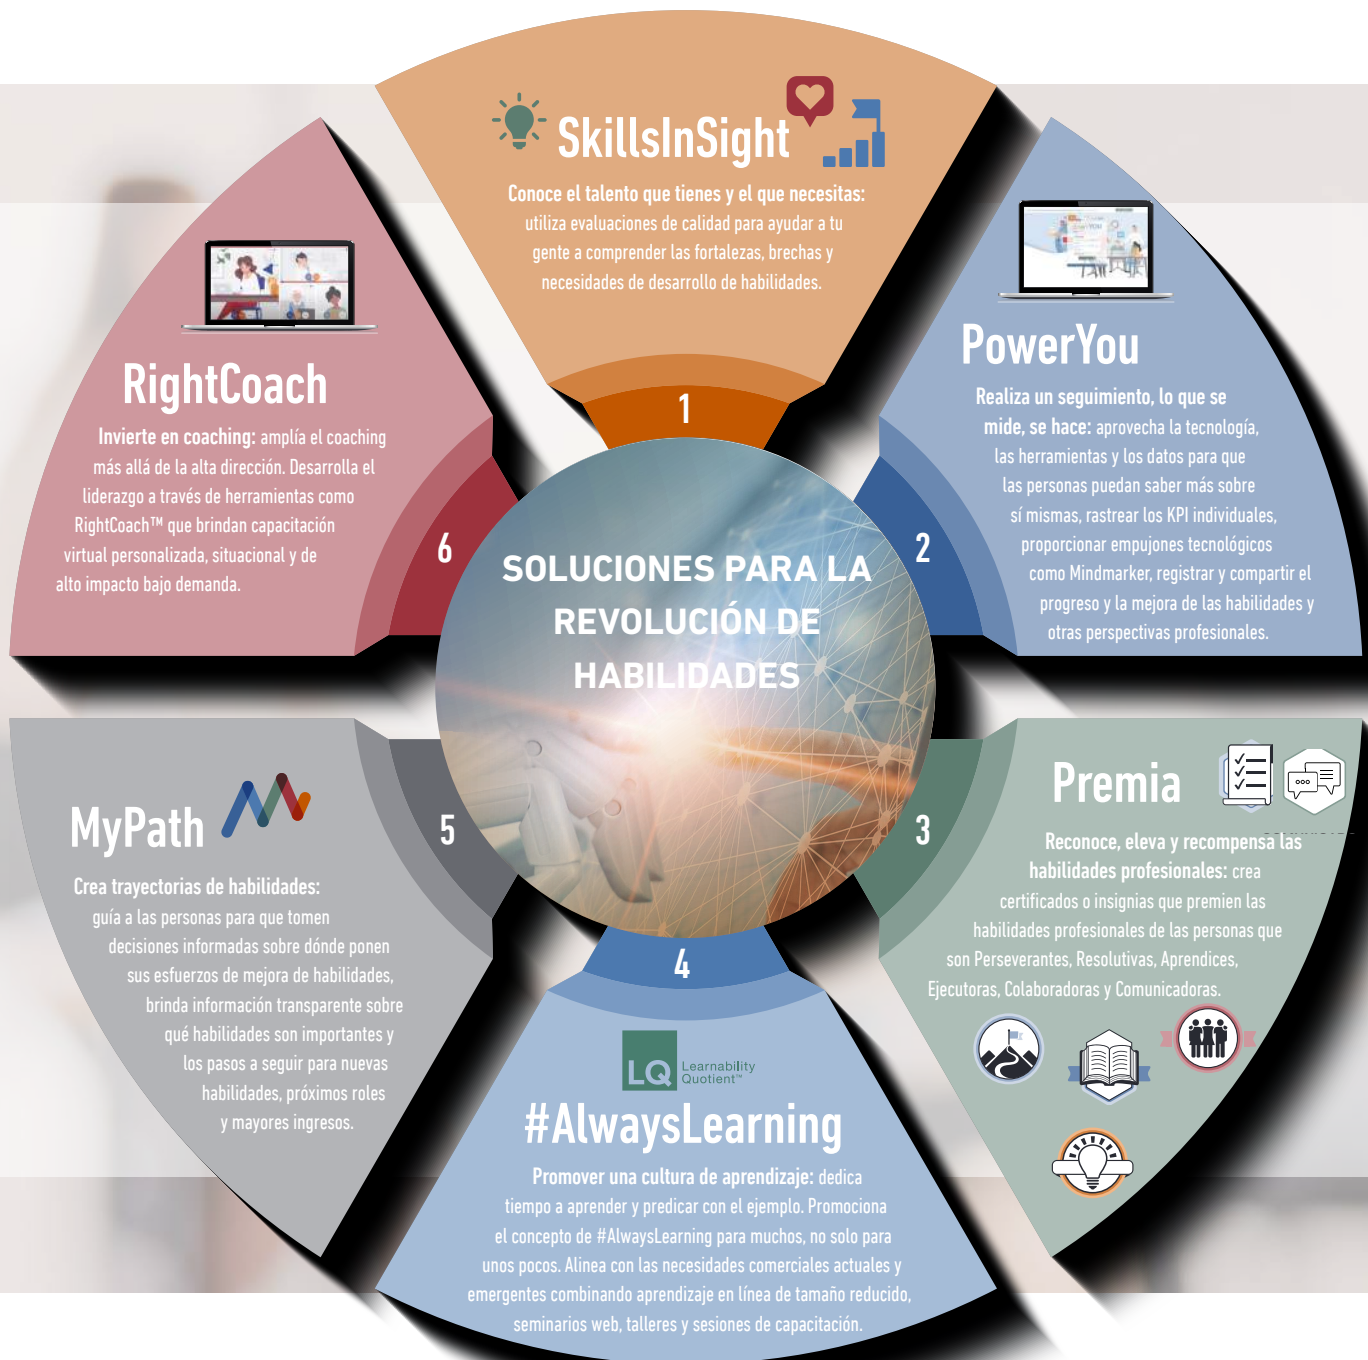 SkillsInSight
Conoce el talento que tienes y el que necesitas:
utiliza evaluaciones de calidad para ayudar a tu
gente a comprender las fortalezas, brechas y
necesidades de desarrollo de habilidades.
1
PowerYou
Realiza un seguimiento, lo que se
mide, se hace: aprovecha la tecnología,
las herramientas y los datos para que
las personas puedan saber más sobre
sí mismas, rastrear los KPI individuales,
proporcionar empujones tecnológicos
como Mindmarker, registrar y compartir el
progreso y la mejora de las habilidades y
otras perspectivas profesionales.
2
Premia
Reconoce, eleva y recompensa las
habilidades profesionales: crea
certificados o insignias que premien las
habilidades profesionales de las personas que
son Perseverantes, Resolutivas, Aprendices,
Ejecutoras, Colaboradoras y Comunicadoras.
3
4
LQ Learnability
Quotient™
#AlwaysLearning
Promover una cultura de aprendizaje: dedica
tiempo a aprender y predicar con el ejemplo. Promociona
el concepto de #AlwaysLearning para muchos, no solo para
unos pocos. Alinea con las necesidades comerciales actuales y
emergentes combinando aprendizaje en línea de tamaño reducido,
seminarios web, talleres y sesiones de capacitación.
MyPath
Crea trayectorias de habilidades:
guía a las personas para que tomen
decisiones informadas sobre dónde ponen
sus esfuerzos de mejora de habilidades,
brinda información transparente sobre
qué habilidades son importantes y
los pasos a seguir para nuevas
habilidades, próximos roles
y mayores ingresos.
5
RightCoach
Invierte en coaching: amplía el coaching
más allá de la alta dirección. Desarrolla el
liderazgo a través de herramientas como
RightCoach™ que brindan capacitación
virtual personalizada, situacional y de
alto impacto bajo demanda.
6
SOLUCIONES PARA LA
REVOLUCIÓN DE
HABILIDADES